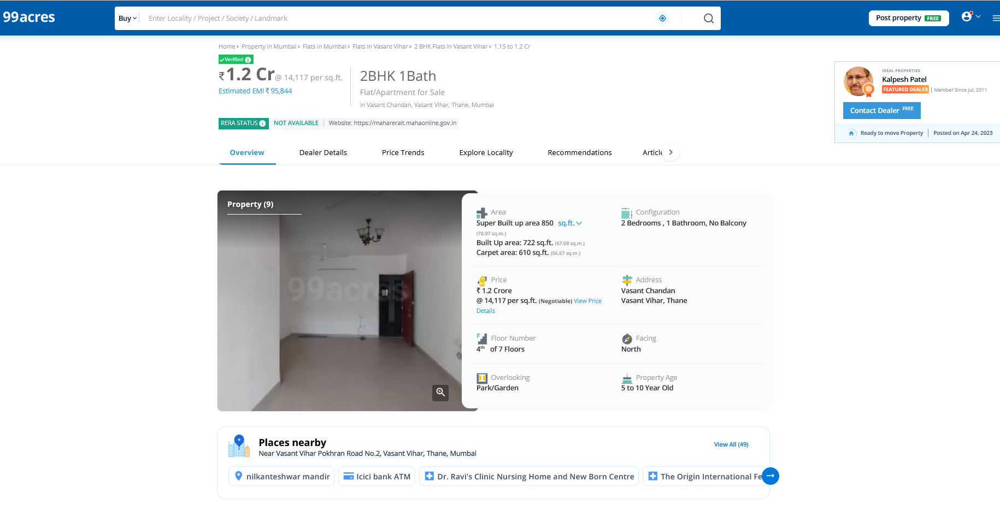 99acres
Buy
Enter Locality / Project / Society / Landmark
Post property FREE
Home › Property in Mumbai › Flats in Mumbai › Flats in Vasant Vihar › 2 BHK Flats in Vasant Vihar › 1.15 to 1.2 Cr
Verified
₹ 1.2 Cr @ 14,117 per sq.ft.
Estimated EMI ₹ 95,844
2BHK 1Bath
Flat/Apartment for Sale
in Vasant Chandan, Vasant Vihar, Thane, Mumbai
IDEAL PROPERTIES
Kalpesh Patel
FEATURED DEALER | Member Since Jul, 2011
Contact Dealer FREE
Ready to move Property | Posted on Apr 24, 2023
RERA STATUS NOT AVAILABLE | Website: https://maharerait.mahaonline.gov.in
Overview Dealer Details Price Trends Explore Locality Recommendations Article
Property (9)
99acres
Area
Super Built up area 850 sq.ft.
(78.97 sq.m.)
Built Up area: 722 sq.ft. (67.08 sq.m.)
Carpet area: 610 sq.ft. (56.67 sq.m.)
Configuration
2 Bedrooms , 1 Bathroom, No Balcony
Price
₹ 1.2 Crore
@ 14,117 per sq.ft. (Negotiable) View Price
Details
Address
Vasant Chandan
Vasant Vihar, Thane
Floor Number
4th of 7 Floors
Facing
North
Overlooking
Park/Garden
Property Age
5 to 10 Year Old
Places nearby
Near Vasant Vihar Pokhran Road No.2, Vasant Vihar, Thane, Mumbai
View All (49)
nilkanteshwar mandir
Icici bank ATM
Dr. Ravi's Clinic Nursing Home and New Born Centre
The Origin International Fe